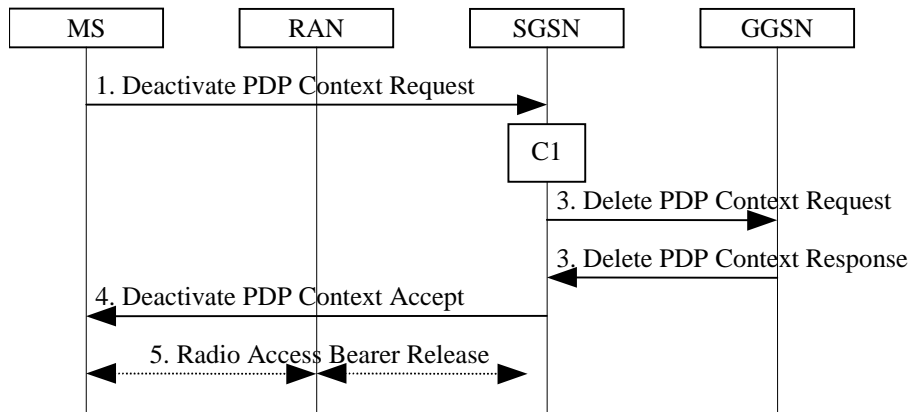 MS
RAN
SGSN
GGSN
1. Deactivate PDP Context Request
C1
3. Delete PDP Context Request
3. Delete PDP Context Response
4. Deactivate PDP Context Accept
5. Radio Access Bearer Release